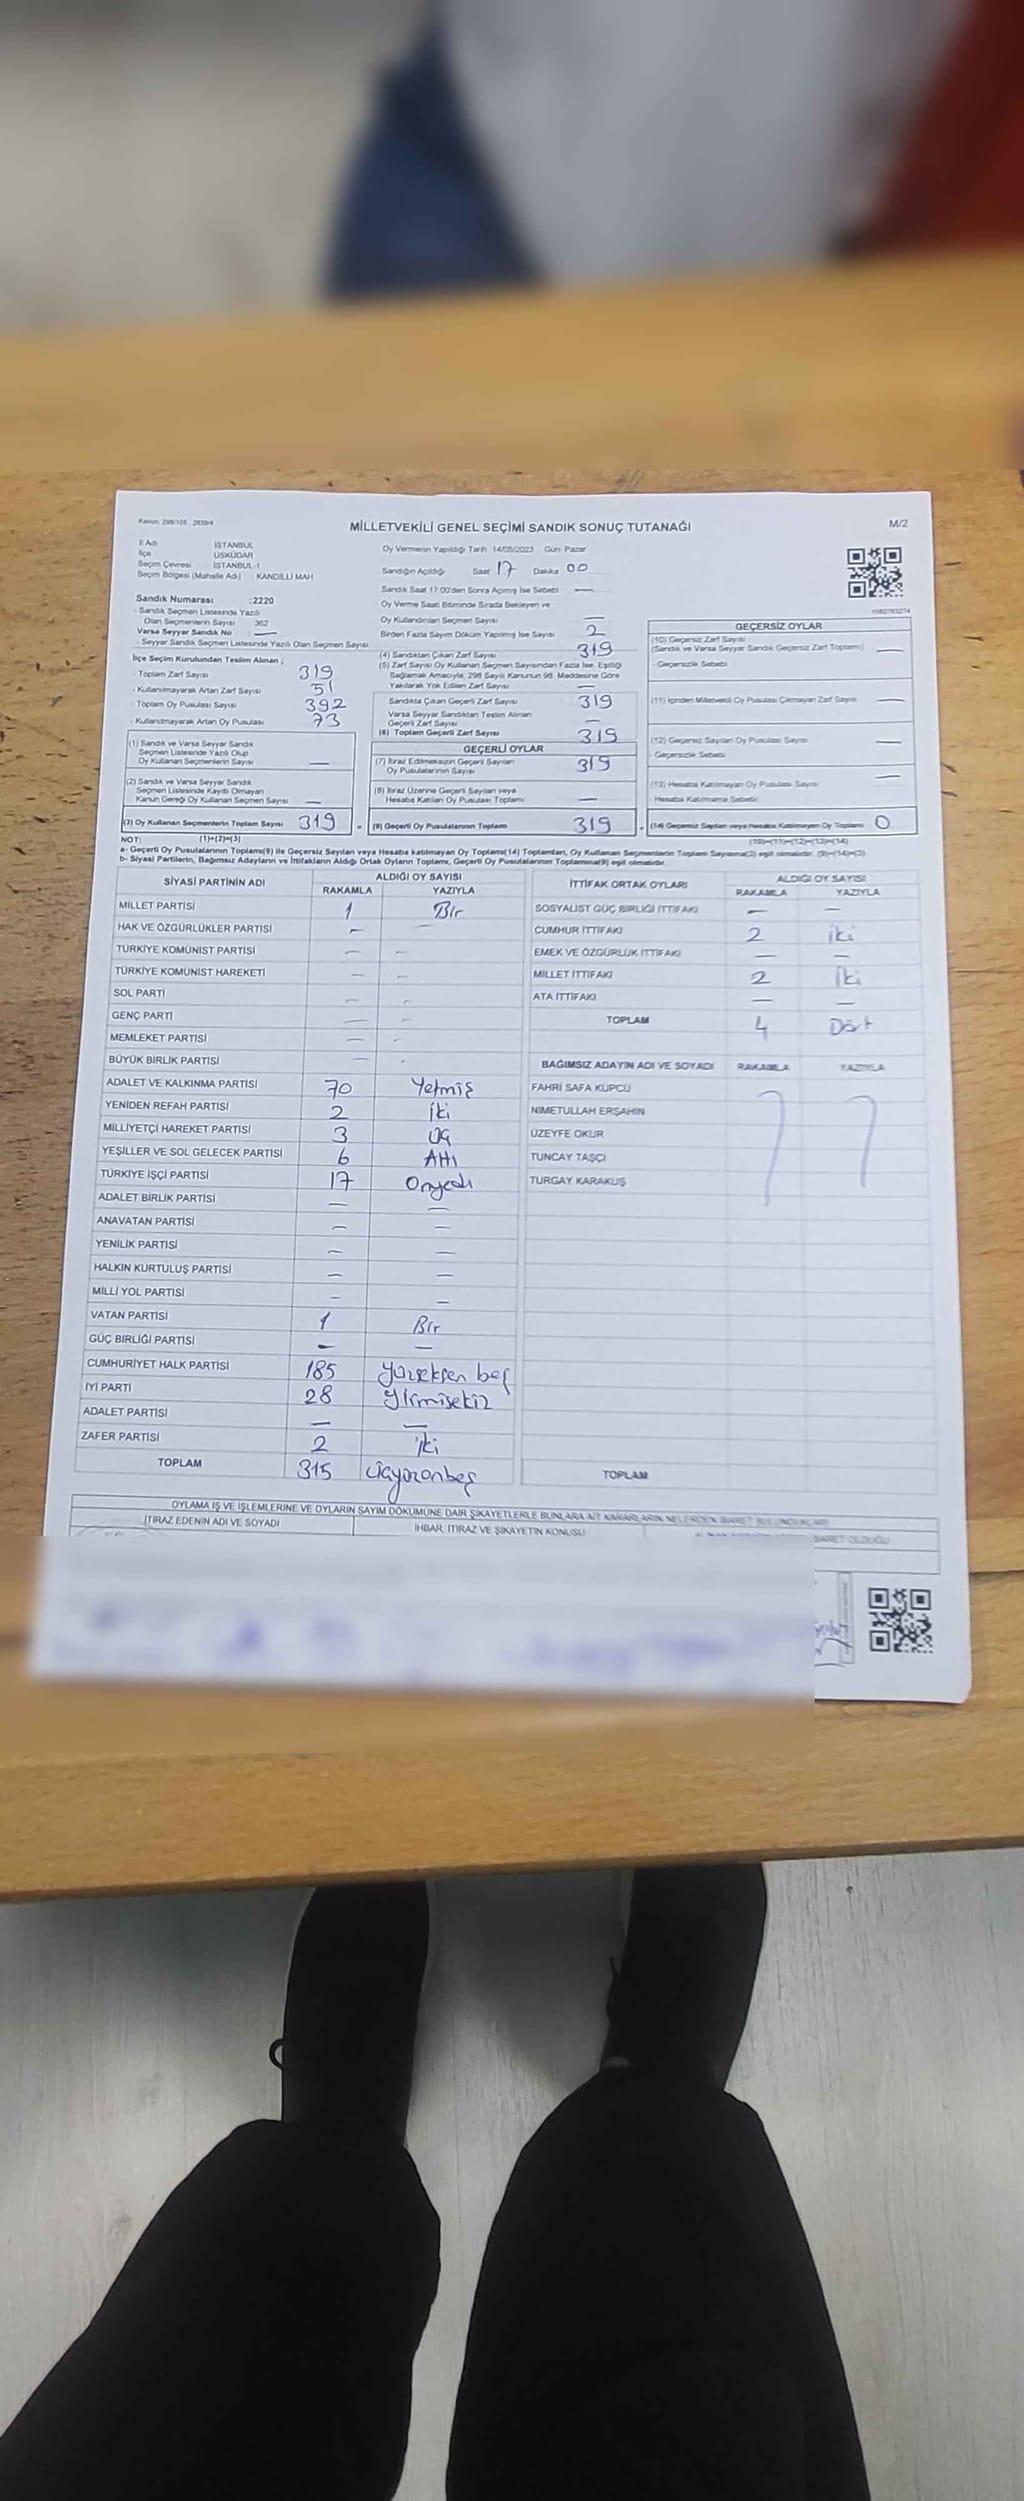 Kanun: 298/105 , 2839/4
MİLLETVEKİLİ GENEL SEÇİMİ SANDIK SONUÇ TUTANAĞI
M/2
İl Adı İSTANBUL
İlçe ÜSKÜDAR
Seçim Çevresi İSTANBUL-1
Seçim Bölgesi (Mahalle Adı) KANDİLLİ MAH
Sandık Numarası :2220
- Sandık Seçmen Listesinde Yazılı
Olan Seçmenlerin Sayısı 362
Varsa Seyyar Sandık No : —
- Seyyar Sandık Seçmen Listesinde Yazılı Olan Seçmen Sayısı
İlçe Seçim Kurulundan Teslim Alınan ;
- Toplam Zarf Sayısı 319
- Kullanılmayarak Artan Zarf Sayısı 51
- Toplam Oy Pusulası Sayısı 392
- Kullanılmayarak Artan Oy Pusulası 73
(1) Sandık ve Varsa Seyyar Sandık
Seçmen Listesinde Yazılı Olup
Oy Kullanan Seçmenlerin Sayısı —
(2) Sandık ve Varsa Seyyar Sandık
Seçmen Listesinde Kaydı Olmayan
Kanun Gereği Oy Kullanan Seçmen Sayısı —
(3) Oy Kullanan Seçmenlerin Toplam Sayısı 319
(1)+(2)=(3)
Oy Vermenin Yapıldığı Tarih 14/05/2023 Gün Pazar
Sandığın Açıldığı Saat 17 Dakika 00
Sandık Saat 17:00'den Sonra Açılmış İse Sebebi —
Oy Verme Saati Bitiminde Sırada Bekleyen ve
Oy Kullandırılan Seçmen Sayısı —
Birden Fazla Sayım Döküm Yapılmış İse Sayısı 2
(4) Sandıktan Çıkan Zarf Sayısı 319
(5) Zarf Sayısı Oy Kullanan Seçmen Sayısından Fazla İse, Eşitliği
Sağlamak Amacıyla, 298 Sayılı Kanunun 98. Maddesine Göre
Yakılarak Yok Edilen Zarf Sayısı —
Sandıkta Çıkan Geçerli Zarf Sayısı 319
Varsa Seyyar Sandıktan Teslim Alınan
Geçerli Zarf Sayısı —
(6) Toplam Geçerli Zarf Sayısı 319
GEÇERLİ OYLAR
(7) İtiraz Edilmeksizin Geçerli Sayılan
Oy Pusulalarının Sayısı 319
(8) İtiraz Üzerine Geçerli Sayılan veya
Hesaba Katılan Oy Pusulası Toplamı —
(9) Geçerli Oy Pusulalarının Toplamı 319
GEÇERSİZ OYLAR
(10) Geçersiz Zarf Sayısı
(Sandık ve Varsa Seyyar Sandık Geçersiz Zarf Toplamı) —
- Geçersizlik Sebebi
(11) İçinden Milletvekili Oy Pusulası Çıkmayan Zarf Sayısı —
(12) Geçersiz Sayılan Oy Pusulası Sayısı —
Geçersizlik Sebebi
(13) Hesaba Katılmayan Oy Pusulası Sayısı —
Hesaba Katılmama Sebebi
(14) Geçersiz Sayılan veya Hesaba Katılmayan Oy Toplamı 0
(10)+(11)+(12)+(13)=(14)
NOT:
a- Geçerli Oy Pusulalarının Toplamı(9) ile Geçersiz Sayılan veya Hesaba katılmayan Oy Toplamı(14) Toplamları, Oy Kullanan Seçmenlerin Toplam Sayısına(3) eşit olmalıdır. (9)+(14)=(3)
b- Siyasi Partilerin, Bağımsız Adayların ve İttifakların Aldığı Ortak Oyların Toplamı, Geçerli Oy Pusulalarının Toplamına(9) eşit olmalıdır.
SİYASİ PARTİNİN ADI ALDIĞI OY SAYISI
RAKAMLA YAZIYLA
MİLLET PARTİSİ 1 Bir
HAK VE ÖZGÜRLÜKLER PARTİSİ — —
TÜRKİYE KOMÜNİST PARTİSİ — —
TÜRKİYE KOMÜNİST HAREKETİ — —
SOL PARTİ — —
GENÇ PARTİ — —
MEMLEKET PARTİSİ — —
BÜYÜK BİRLİK PARTİSİ — —
ADALET VE KALKINMA PARTİSİ 70 Yetmiş
YENİDEN REFAH PARTİSİ 2 İki
MİLLİYETÇİ HAREKET PARTİSİ 3 Üç
YEŞİLLER VE SOL GELECEK PARTİSİ 6 Altı
TÜRKİYE İŞÇİ PARTİSİ 17 Onyedi
ADALET BİRLİK PARTİSİ — —
ANAVATAN PARTİSİ — —
YENİLİK PARTİSİ — —
HALKIN KURTULUŞ PARTİSİ — —
MİLLİ YOL PARTİSİ — —
VATAN PARTİSİ 1 Bir
GÜÇ BİRLİĞİ PARTİSİ — —
CUMHURİYET HALK PARTİSİ 185 Yüzseksen beş
İYİ PARTİ 28 Yirmisekiz
ADALET PARTİSİ — —
ZAFER PARTİSİ 2 İki
TOPLAM 315 Üçyüzonbeş
İTTİFAK ORTAK OYLARI ALDIĞI OY SAYISI
RAKAMLA YAZIYLA
SOSYALİST GÜÇ BİRLİĞİ İTTİFAKI — —
CUMHUR İTTİFAKI 2 İki
EMEK VE ÖZGÜRLÜK İTTİFAKI — —
MİLLET İTTİFAKI 2 İki
ATA İTTİFAKI — —
TOPLAM 4 Dört
BAĞIMSIZ ADAYIN ADI VE SOYADI RAKAMLA YAZIYLA
FAHRİ SAFA KÜPCÜ
NİMETULLAH ERŞAHİN
ÜZEYFE OKUR
TUNCAY TAŞÇI
TURGAY KARAKUŞ
TOPLAM
OYLAMA İŞ VE İŞLEMLERİNE VE OYLARIN SAYIM DÖKÜMÜNE DAİR ŞİKAYETLERLE BUNLARA AİT KARARLARIN NELERDEN İBARET BULUNDUKLARI
İTİRAZ EDENİN ADI VE SOYADI İHBAR, İTİRAZ VE ŞİKAYETİN KONUSU İBARET OLDUĞU